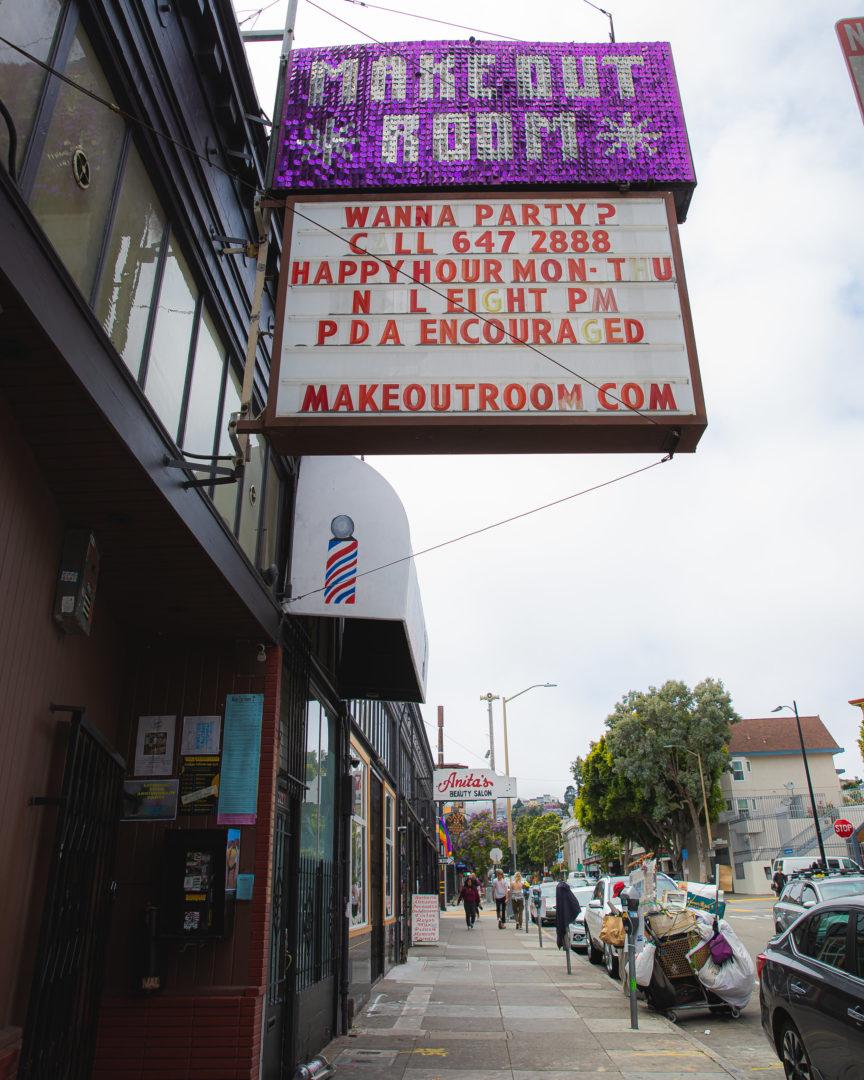 MAKE OUT
ROOM
WANNA PARTY?
CALL 647 2888
HAPPY HOUR MON-THU
N L EIGHT PM
PDA ENCOURAGED
MAKEOUTROOM COM
Anita's
BEAUTY SALON
STOP
N